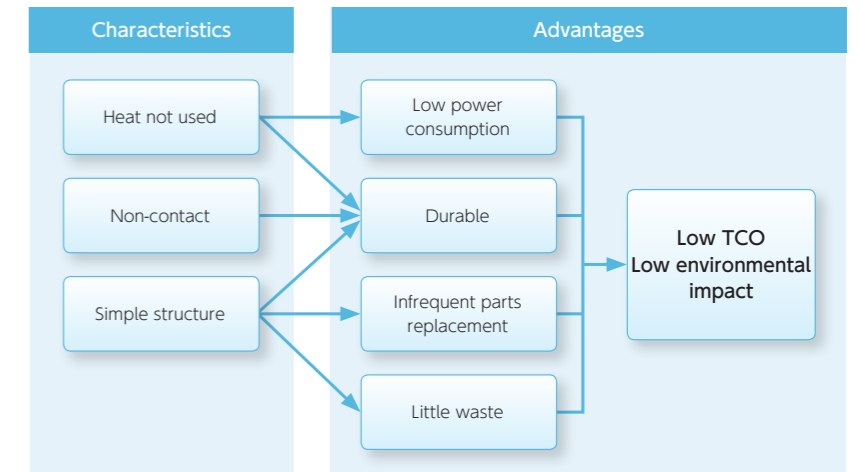 Characteristics
Advantages
Heat not used
Non-contact
Simple structure
Low power
consumption
Durable
Infrequent parts
replacement
Little waste
Low TCO
Low environmental
impact